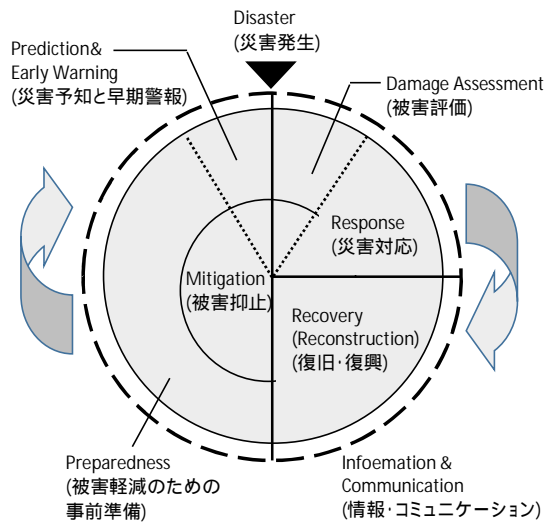 Disaster
(災害発生)
Prediction&
Early Warning
(災害予知と早期警報)
Damage Assessment
(被害評価)
Response
(災害対応)
Mitigation
(被害抑止)
Recovery
(Reconstruction)
(復旧・復興)
Preparedness
(被害軽減のための
事前準備)
Infoemation &
Communication
(情報・コミュニケーション)